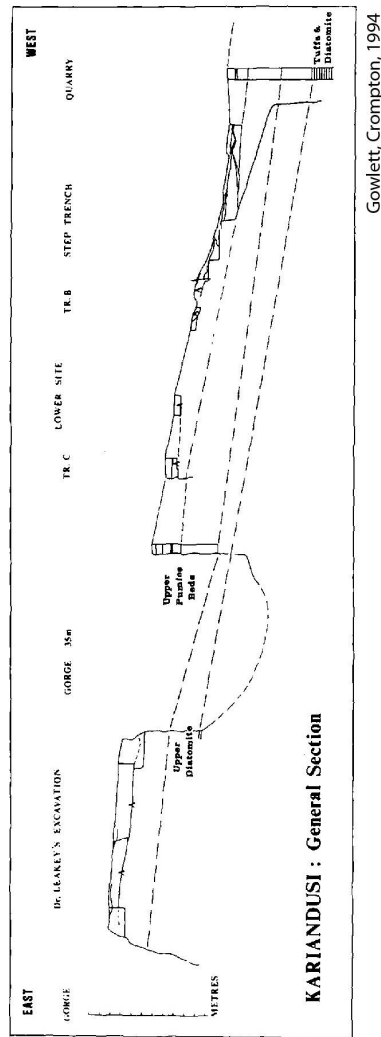 EAST
WEST
GORGE
Dr. LEAKEY'S EXCAVATION
GORGE 35m
TR. C
LOWER SITE
TR.B
STEP TRENCH
QUARRY
Upper
Diatomite
Upper
Pumice
Beds
Tuffs &
Diatomite
METRES
KARIANDUSI : General Section
Gowlett, Crompton, 1994